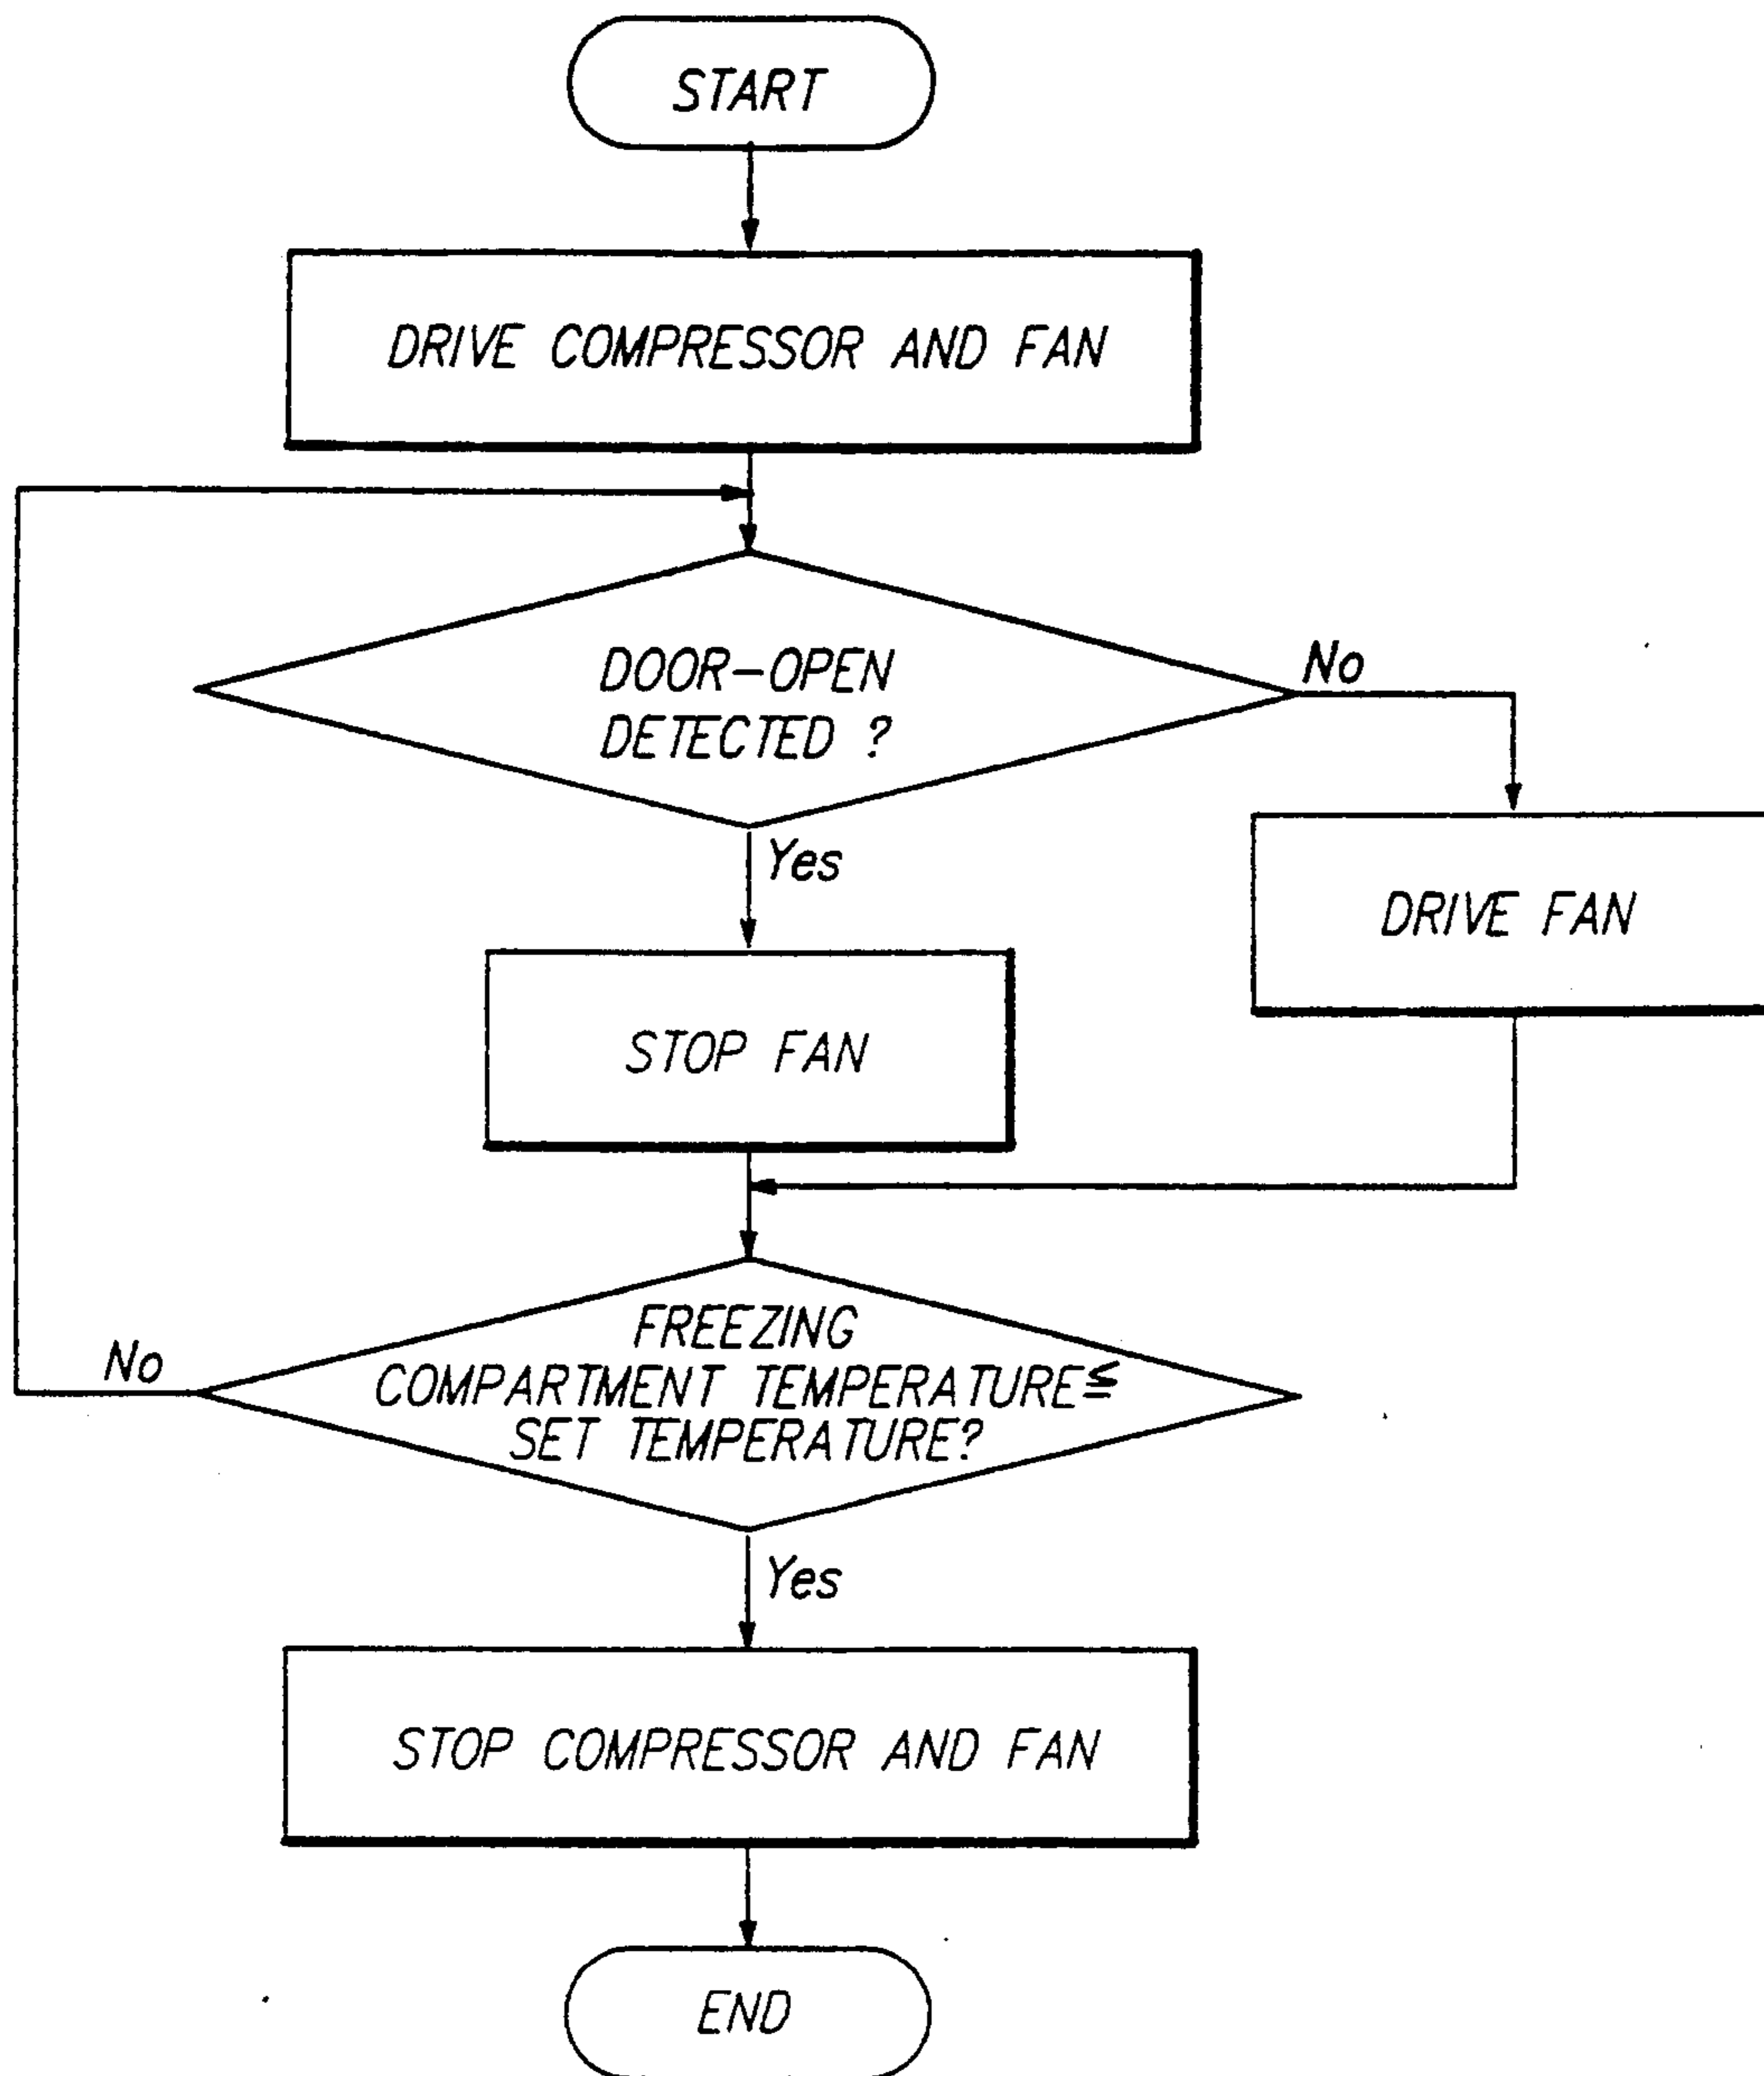 START
DRIVE COMPRESSOR AND FAN
DOOR-OPEN
DETECTED ?
No
Yes
DRIVE FAN
STOP FAN
FREEZING
COMPARTMENT TEMPERATURE≦
SET TEMPERATURE?
No
Yes
STOP COMPRESSOR AND FAN
END